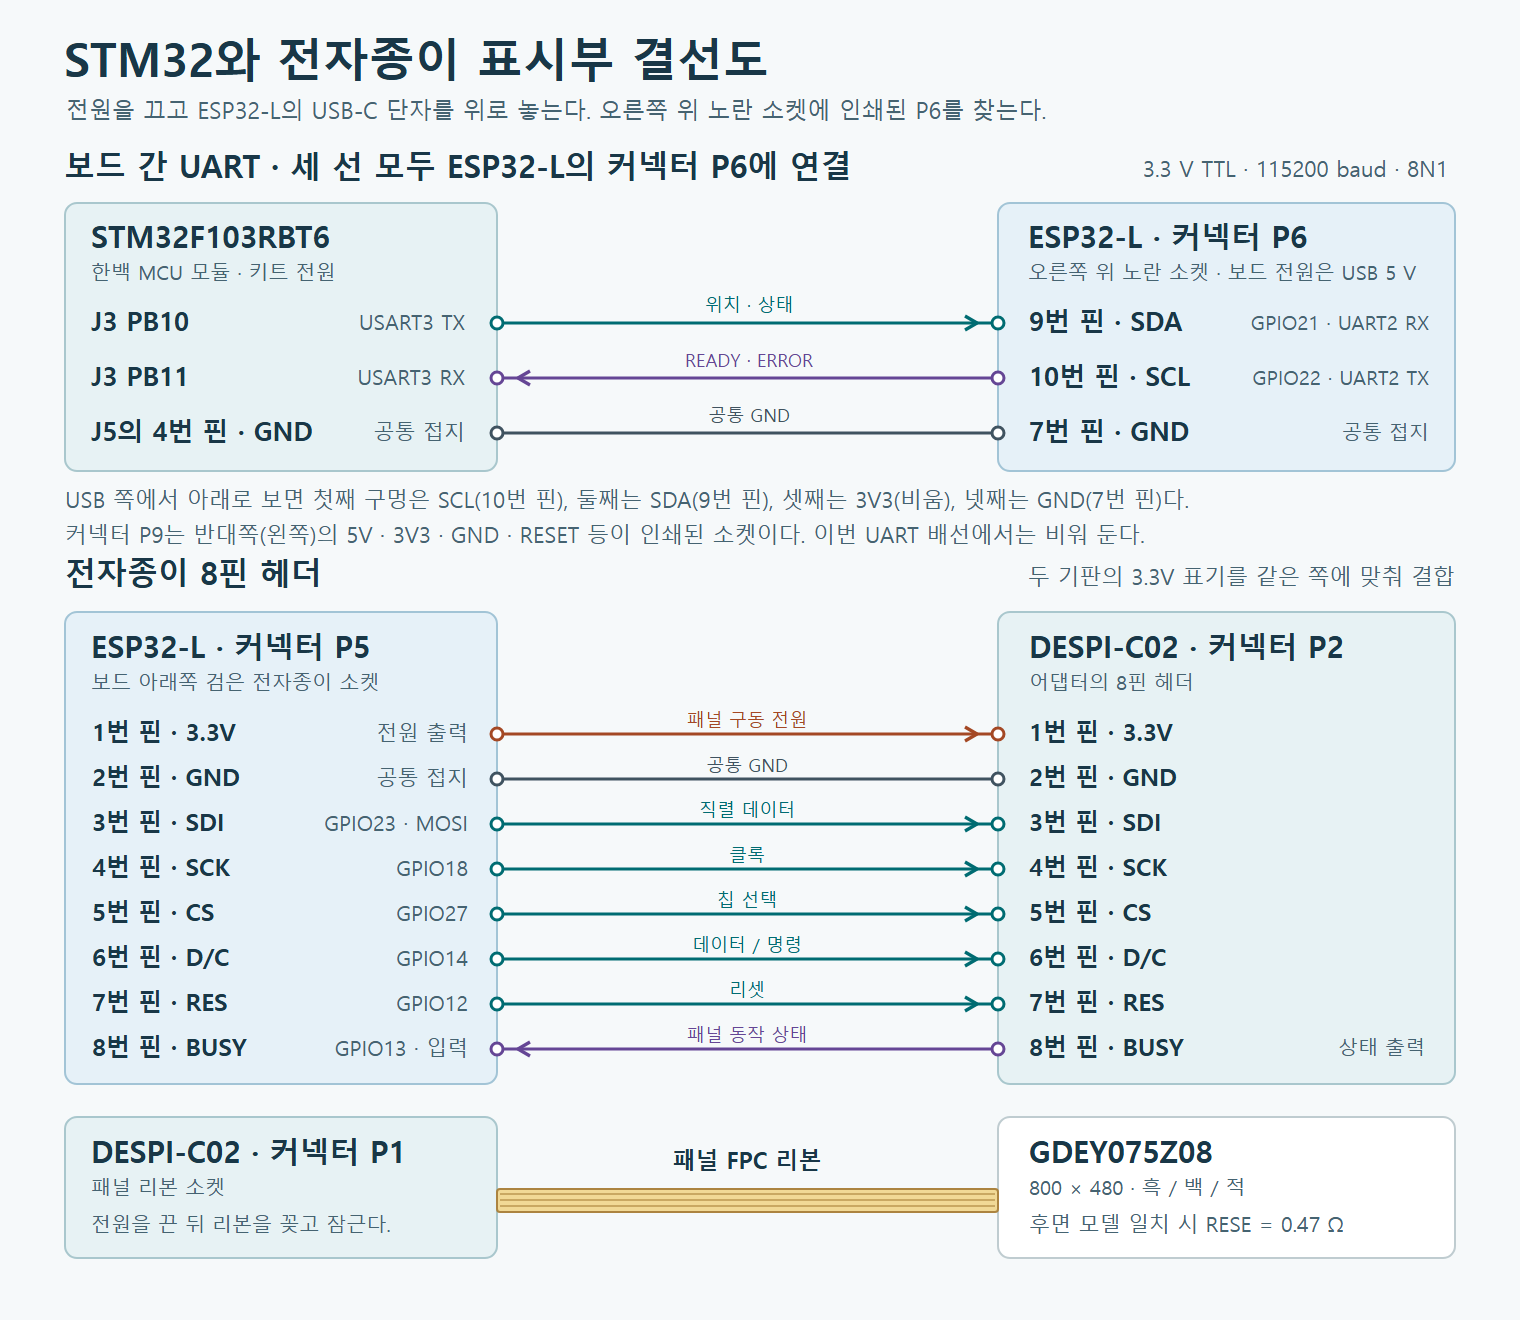 STM32와 전자종이 표시부 결선도
전원을 끄고 ESP32-L의 USB-C 단자를 위로 놓는다. 오른쪽 위 노란 소켓에 인쇄된 P6를 찾는다.
보드 간 UART · 세 선 모두 ESP32-L의 커넥터 P6에 연결
3.3 V TTL · 115200 baud · 8N1
STM32F103RBT6
한백 MCU 모듈 · 키트 전원
J3 PB10 USART3 TX
J3 PB11 USART3 RX
J5의 4번 핀 · GND 공통 접지
위치 · 상태
READY · ERROR
공통 GND
ESP32-L · 커넥터 P6
오른쪽 위 노란 소켓 · 보드 전원은 USB 5 V
9번 핀 · SDA GPIO21 · UART2 RX
10번 핀 · SCL GPIO22 · UART2 TX
7번 핀 · GND 공통 접지
USB 쪽에서 아래로 보면 첫째 구멍은 SCL(10번 핀), 둘째는 SDA(9번 핀), 셋째는 3V3(비움), 넷째는 GND(7번 핀)다.
커넥터 P9는 반대쪽(왼쪽)의 5V · 3V3 · GND · RESET 등이 인쇄된 소켓이다. 이번 UART 배선에서는 비워 둔다.
전자종이 8핀 헤더
두 기판의 3.3V 표기를 같은 쪽에 맞춰 결합
ESP32-L · 커넥터 P5
보드 아래쪽 검은 전자종이 소켓
1번 핀 · 3.3V 전원 출력
2번 핀 · GND 공통 접지
3번 핀 · SDI GPIO23 · MOSI
4번 핀 · SCK GPIO18
5번 핀 · CS GPIO27
6번 핀 · D/C GPIO14
7번 핀 · RES GPIO12
8번 핀 · BUSY GPIO13 · 입력
패널 구동 전원
공통 GND
직렬 데이터
클록
칩 선택
데이터 / 명령
리셋
패널 동작 상태
DESPI-C02 · 커넥터 P2
어댑터의 8핀 헤더
1번 핀 · 3.3V
2번 핀 · GND
3번 핀 · SDI
4번 핀 · SCK
5번 핀 · CS
6번 핀 · D/C
7번 핀 · RES
8번 핀 · BUSY 상태 출력
DESPI-C02 · 커넥터 P1
패널 리본 소켓
전원을 끈 뒤 리본을 꽂고 잠근다.
패널 FPC 리본
GDEY075Z08
800 × 480 · 흑 / 백 / 적
후면 모델 일치 시 RESE = 0.47 Ω